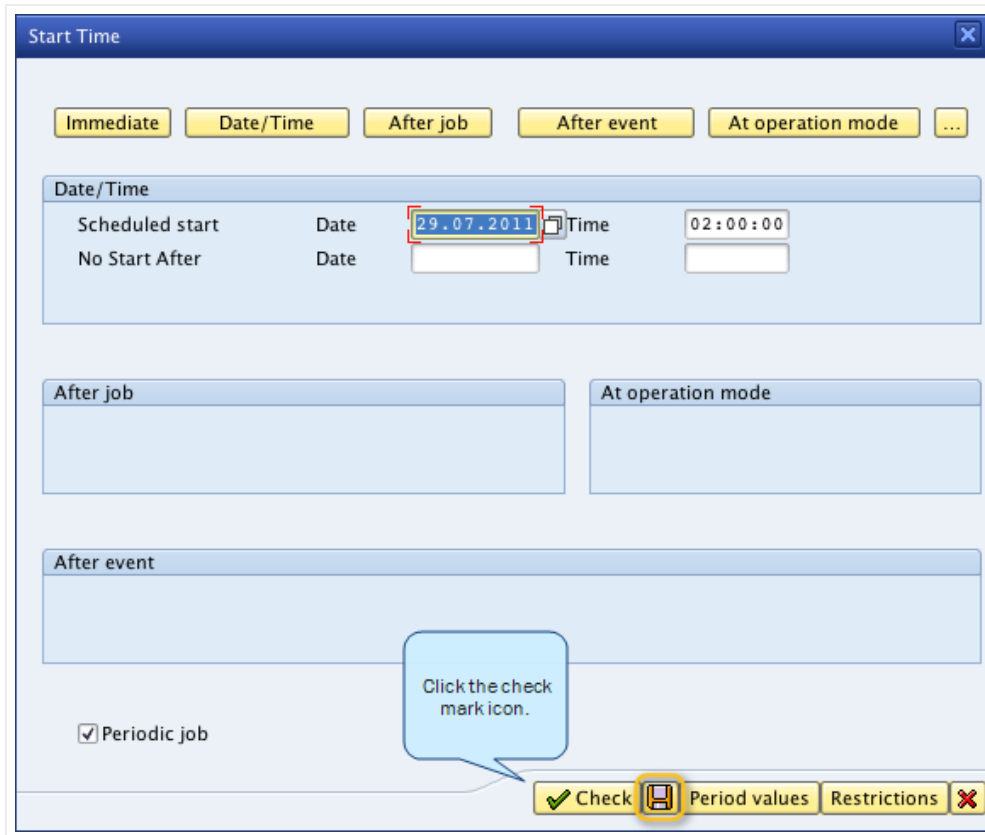 Start Time
Immediate Date/Time After job After event At operation mode ...
Date/Time
Scheduled start Date 29.07.2011 Time 02:00:00
No Start After Date Time
After job At operation mode
After event
Click the check
mark icon.
Periodic job
Check Period values Restrictions